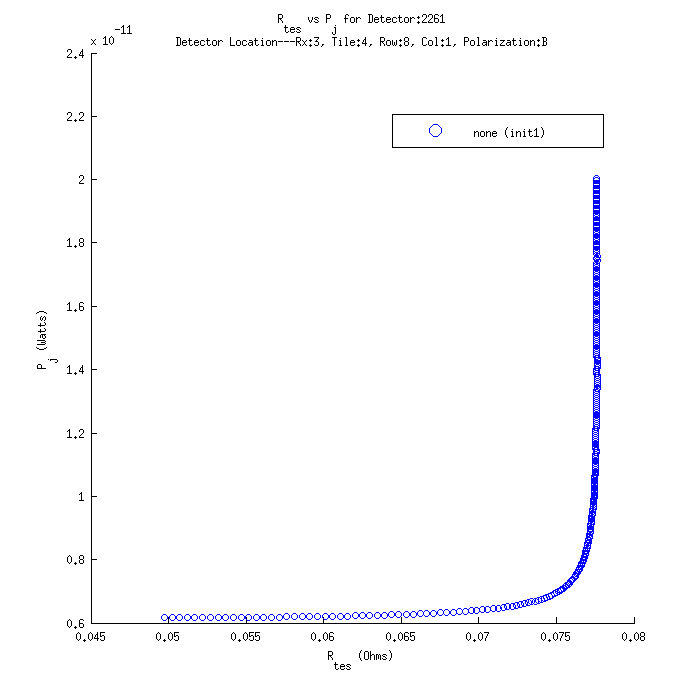 R_tes vs P_j for Detector:2261
x 10^-11
Detector Location---Rx:3, Tile:4, Row:8, Col:1, Polarization:B
2.4
2.2
none (init1)
2
1.8
1.6
P_j (Watts)
1.4
1.2
1
0.8
0.6
0.045 0.05 0.055 0.06 0.065 0.07 0.075 0.08
R_tes (Ohms)